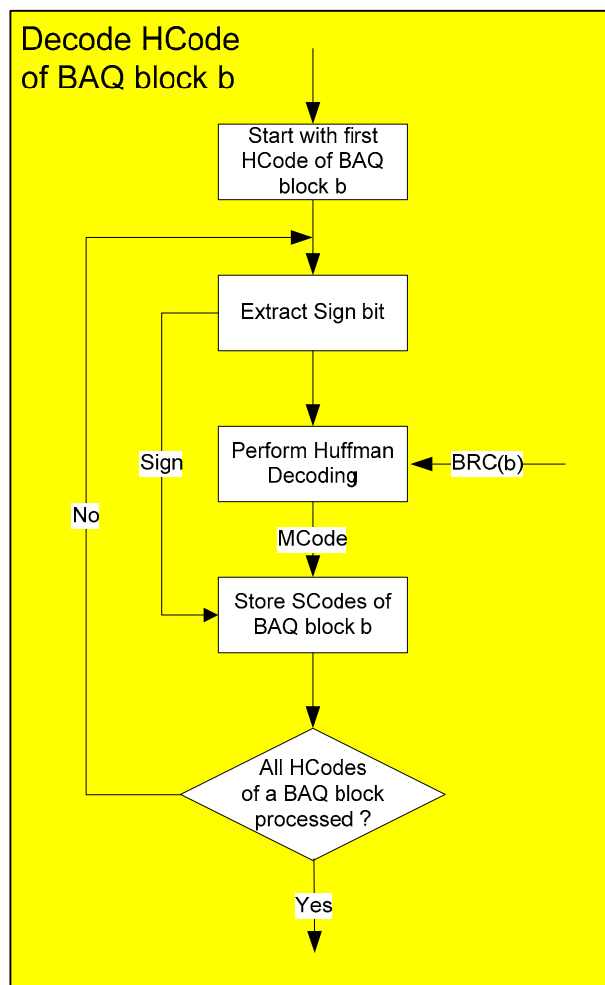 Decode HCode
of BAQ block b
Start with first
HCode of BAQ
block b
Extract Sign bit
Perform Huffman
Decoding
BRC(b)
Sign
No
MCode
Store SCodes of
BAQ block b
All HCodes
of a BAQ block
processed ?
Yes